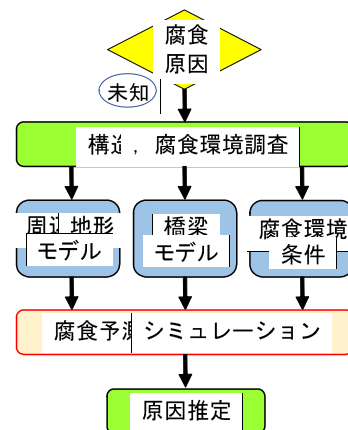 腐食
原因
未知
構造, 腐食環境調査
周辺地形
モデル
橋梁
モデル
腐食環境
条件
腐食予測シミュレーション
原因推定